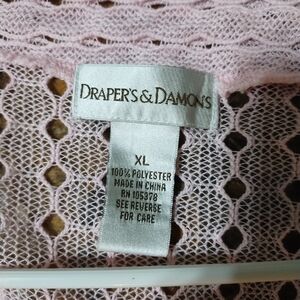 DRAPER'S & DAMON'S
XL
100% POLYESTER
MADE IN CHINA
RN 105378
SEE REVERSE
FOR CARE